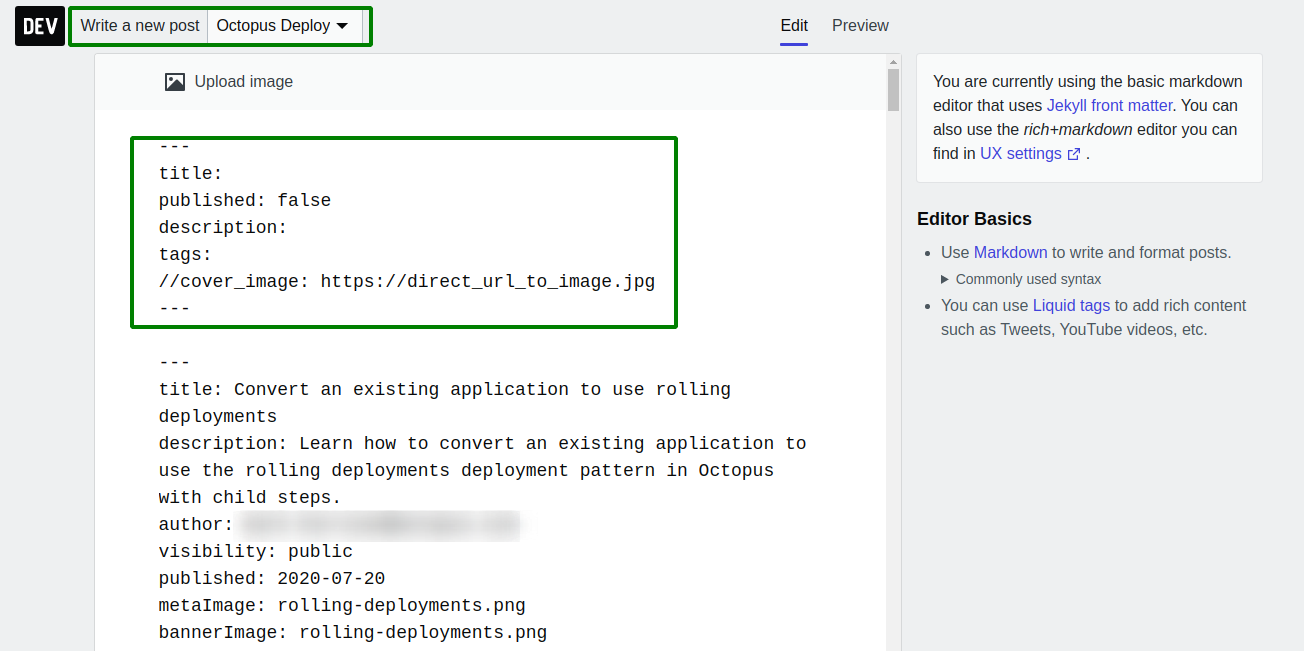 DEV Write a new post Octopus Deploy Edit Preview
Upload image
---
title:
published: false
description:
tags:
//cover_image: https://direct_url_to_image.jpg
---
---
title: Convert an existing application to use rolling
deployments
description: Learn how to convert an existing application to
use the rolling deployments deployment pattern in Octopus
with child steps.
author:
visibility: public
published: 2020-07-20
metaImage: rolling-deployments.png
bannerImage: rolling-deployments.png
You are currently using the basic markdown
editor that uses Jekyll front matter. You can
also use the rich+markdown editor you can
find in UX settings .
Editor Basics
Use Markdown to write and format posts.
Commonly used syntax
You can use Liquid tags to add rich content
such as Tweets, YouTube videos, etc.